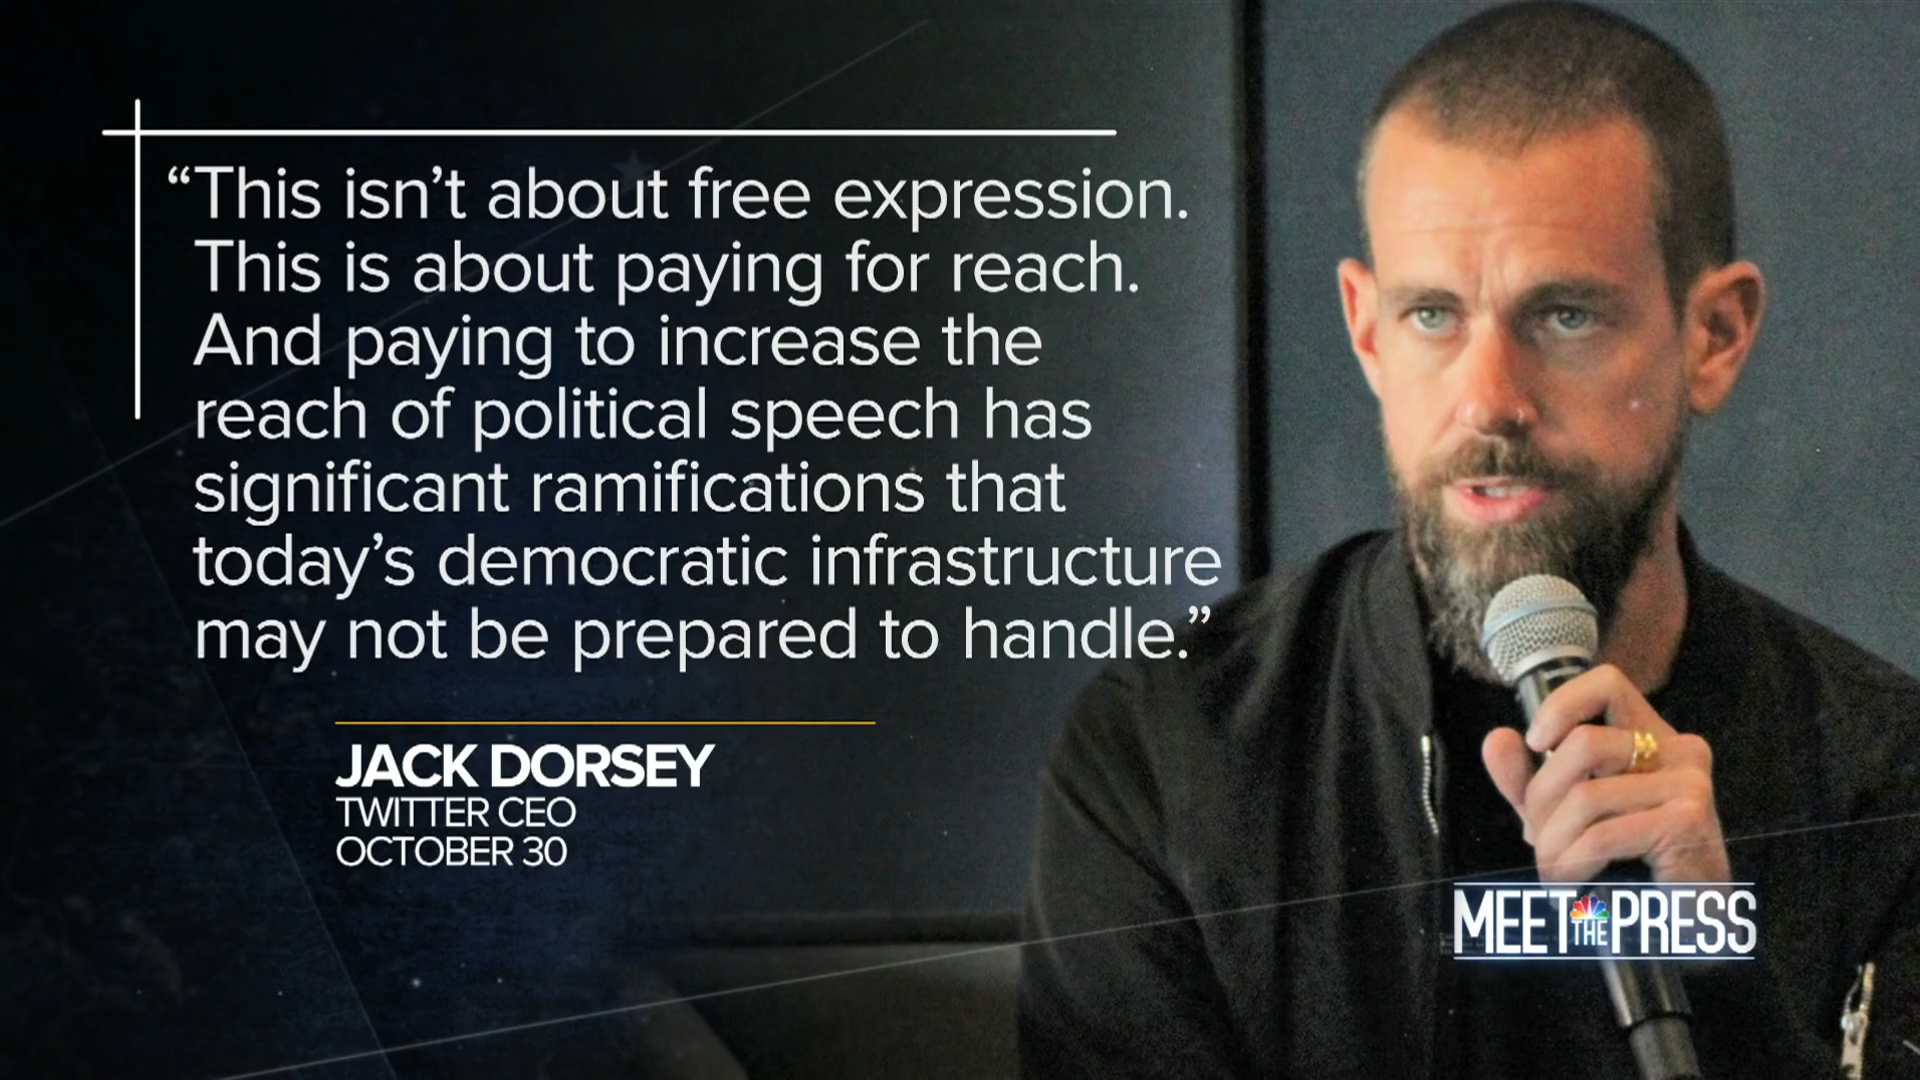 “This isn’t about free expression.
This is about paying for reach.
And paying to increase the
reach of political speech has
significant ramifications that
today’s democratic infrastructure
may not be prepared to handle.”
JACK DORSEY
TWITTER CEO
OCTOBER 30
MEET THE PRESS